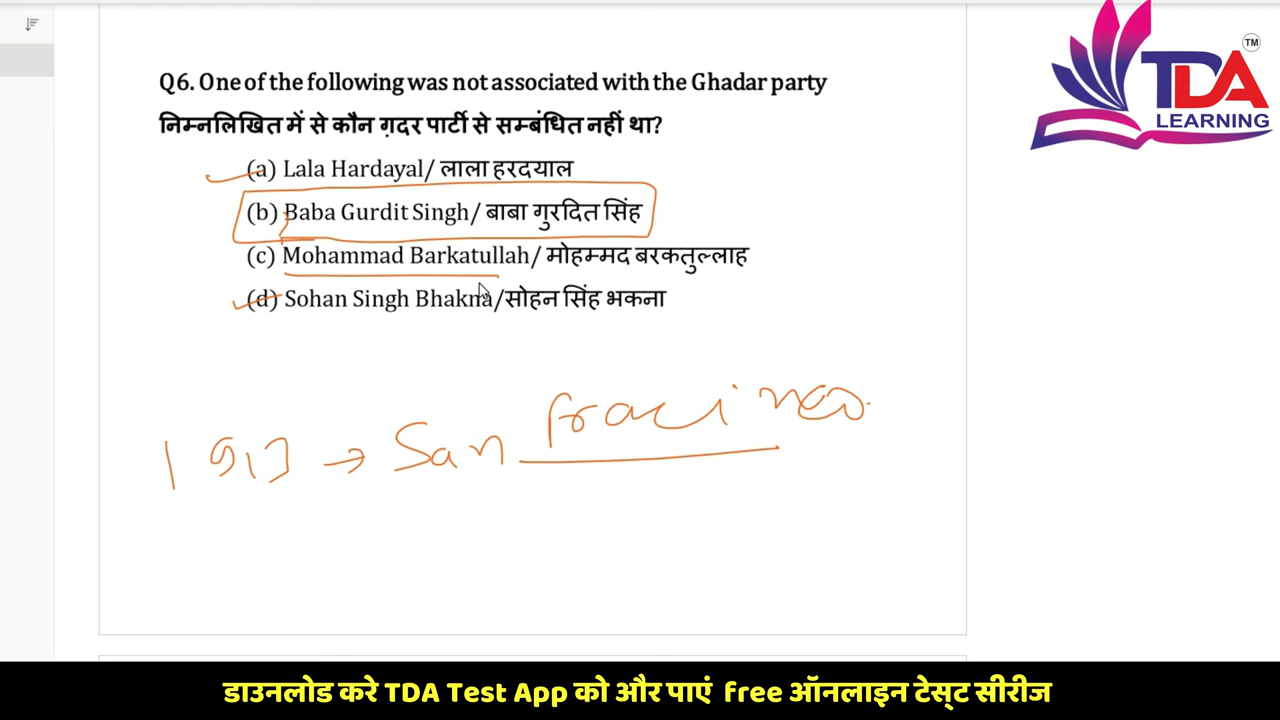 TDA TM
LEARNING
Q6. One of the following was not associated with the Ghadar party
निम्नलिखित में से कौन ग़दर पार्टी से सम्बंधित नहीं था?
(a) Lala Hardayal/ लाला हरदयाल
(b) Baba Gurdit Singh/ बाबा गुरदित सिंह
(c) Mohammad Barkatullah/ मोहम्मद बरकतुल्लाह
(d) Sohan Singh Bhakna/सोहन सिंह भकना
1913 → San
डाउनलोड करे TDA Test App को और पाएं free ऑनलाइन टेस्ट सीरीज